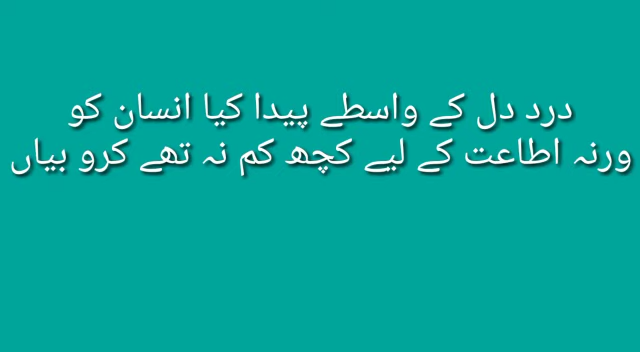 درد دل کے واسطے پیدا کیا انسان کو
ورنہ اطاعت کے لیے کچھ کم نہ تھے کرو بیاں